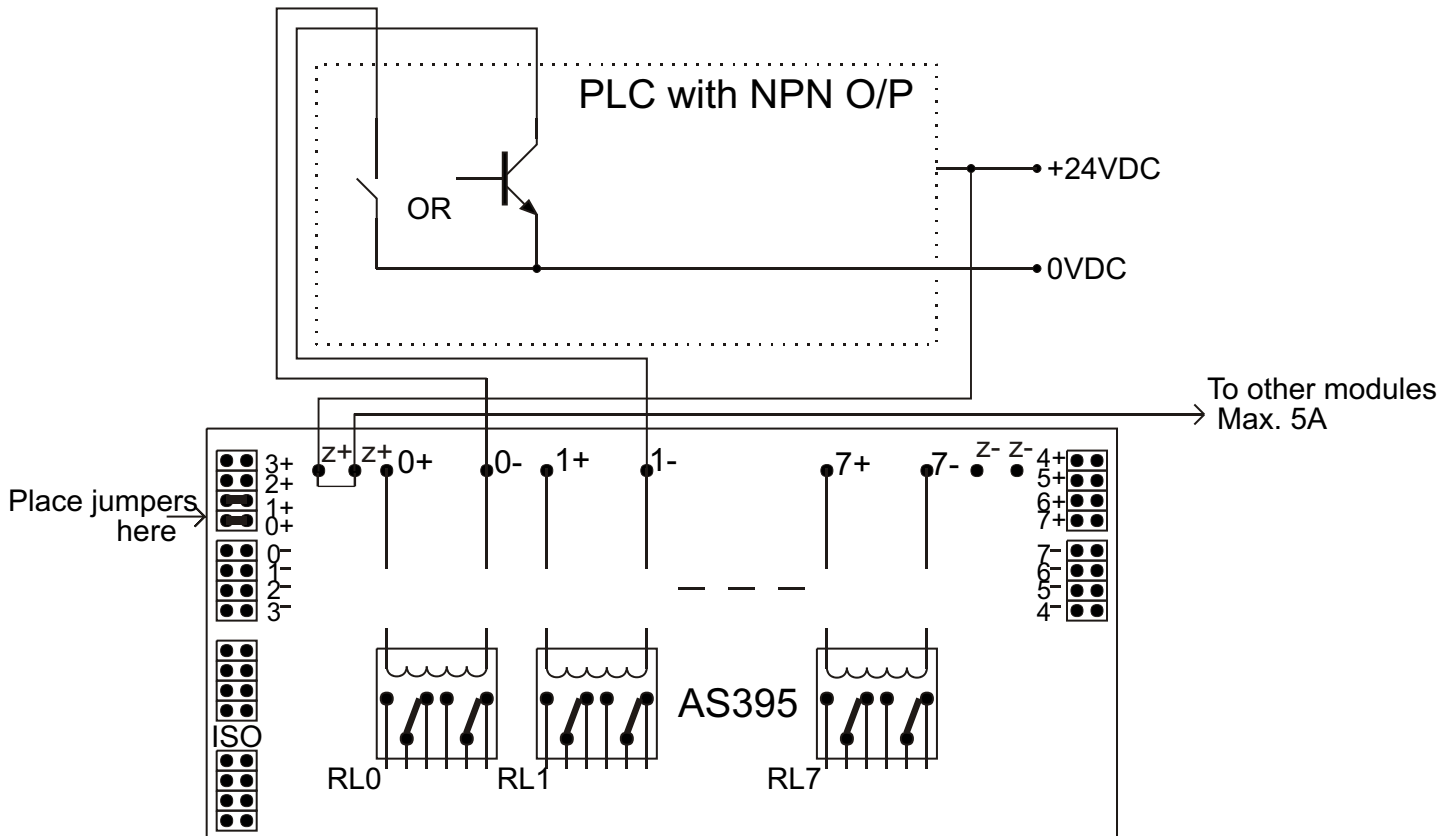 PLC with NPN O/P
+24VDC
OR
0VDC
To other modules
Max. 5A
z+ z+ 0+ 0- 1+ 1- 7+ 7- z- z-
3+
2+
1+
0+
0-
1-
2-
3-
4+
5+
6+
7+
7-
6-
5-
4-
Place jumpers
here
AS395
ISO
RL0 RL1 RL7